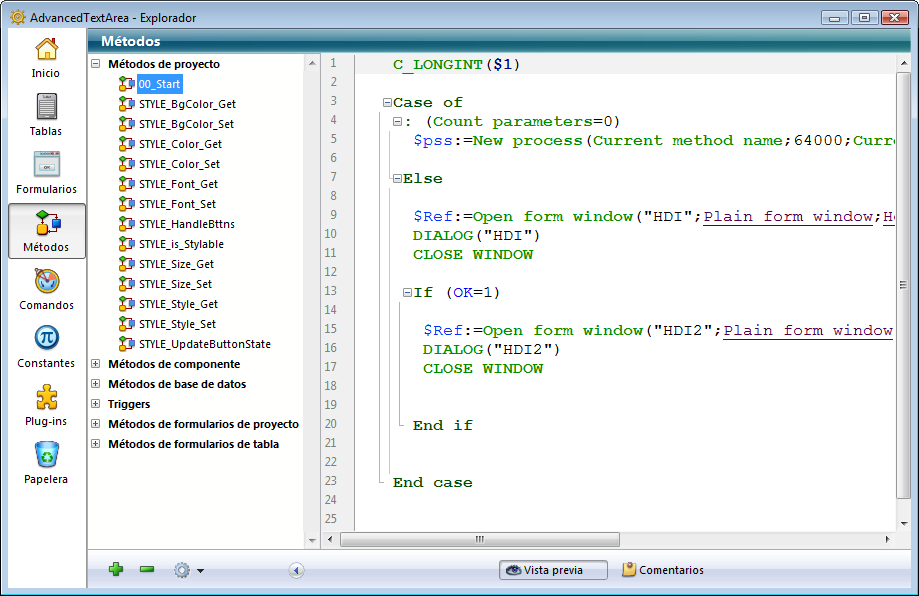 AdvancedTextArea - Explorador
Inicio
Tablas
Formularios
Métodos
Comandos
Constantes
Plug-ins
Papelera
Métodos
Métodos de proyecto
00_Start
STYLE_BgColor_Get
STYLE_BgColor_Set
STYLE_Color_Get
STYLE_Color_Set
STYLE_Font_Get
STYLE_Font_Set
STYLE_HandleBttns
STYLE_is_Stylable
STYLE_Size_Get
STYLE_Size_Set
STYLE_Style_Get
STYLE_Style_Set
STYLE_UpdateButtonState
Métodos de componente
Métodos de base de datos
Triggers
Métodos de formularios de proyecto
Métodos de formularios de tabla
1 C_LONGINT($1)
2
3 Case of
4 : (Count parameters=0)
5 $pss:=New process(Current method name;64000;Curre
6
7 Else
8
9 $Ref:=Open form window("HDI";Plain form window;Ho
10 DIALOG("HDI")
11 CLOSE WINDOW
12
13 If (OK=1)
14
15 $Ref:=Open form window("HDI2";Plain form window
16 DIALOG("HDI2")
17 CLOSE WINDOW
18
19
20 End if
21
22
23 End case
24
25
Vista previa
Comentarios